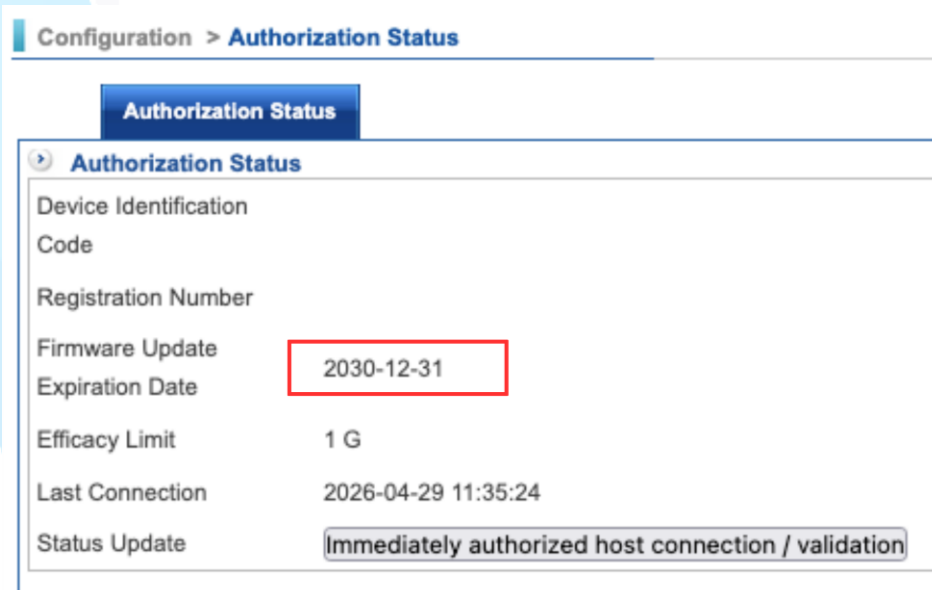 Configuration > Authorization Status
Authorization Status
Authorization Status
Device Identification
Code
Registration Number
Firmware Update
Expiration Date
2030-12-31
Efficacy Limit 1 G
Last Connection 2026-04-29 11:35:24
Status Update Immediately authorized host connection / validation